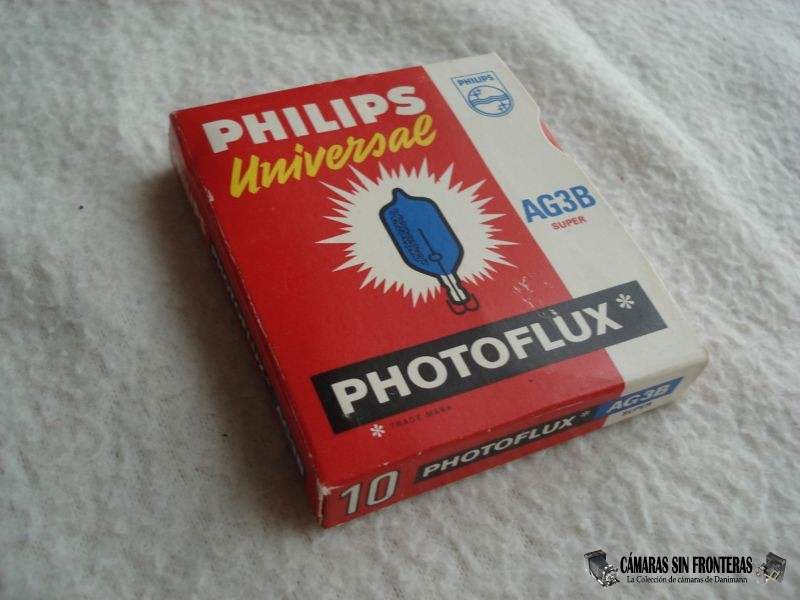 PHILIPS
Universal
PHILIPS
AG3B
SUPER
PHOTOFLUX*
* TRADE MARK
10 PHOTOFLUX* AG3B
SUPER
CÁMARAS SIN FRONTERAS
La Colección de cámaras de Danimann